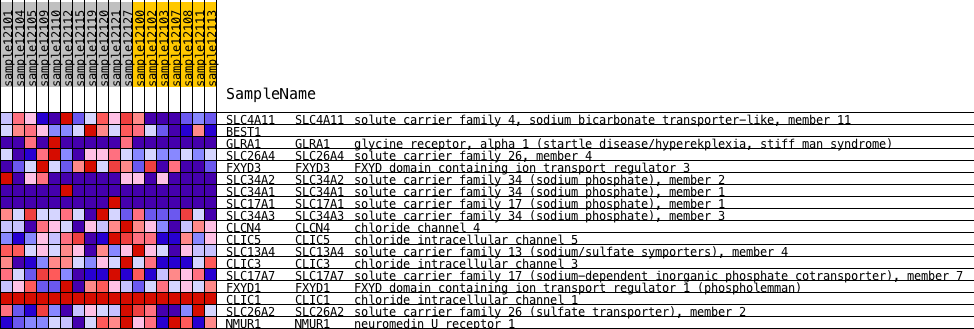 sample12101
sample12104
sample12105
sample12109
sample12110
sample12112
sample12115
sample12119
sample12120
sample12121
sample12127
sample12100
sample12102
sample12103
sample12107
sample12108
sample12111
sample12113
SampleName
SLC4A11 SLC4A11 solute carrier family 4, sodium bicarbonate transporter-like, member 11
BEST1
GLRA1 GLRA1 glycine receptor, alpha 1 (startle disease/hyperekplexia, stiff man syndrome)
SLC26A4 SLC26A4 solute carrier family 26, member 4
FXYD3 FXYD3 FXYD domain containing ion transport regulator 3
SLC34A2 SLC34A2 solute carrier family 34 (sodium phosphate), member 2
SLC34A1 SLC34A1 solute carrier family 34 (sodium phosphate), member 1
SLC17A1 SLC17A1 solute carrier family 17 (sodium phosphate), member 1
SLC34A3 SLC34A3 solute carrier family 34 (sodium phosphate), member 3
CLCN4 CLCN4 chloride channel 4
CLIC5 CLIC5 chloride intracellular channel 5
SLC13A4 SLC13A4 solute carrier family 13 (sodium/sulfate symporters), member 4
CLIC3 CLIC3 chloride intracellular channel 3
SLC17A7 SLC17A7 solute carrier family 17 (sodium-dependent inorganic phosphate cotransporter), member 7
FXYD1 FXYD1 FXYD domain containing ion transport regulator 1 (phospholemman)
CLIC1 CLIC1 chloride intracellular channel 1
SLC26A2 SLC26A2 solute carrier family 26 (sulfate transporter), member 2
NMUR1 NMUR1 neuromedin U receptor 1